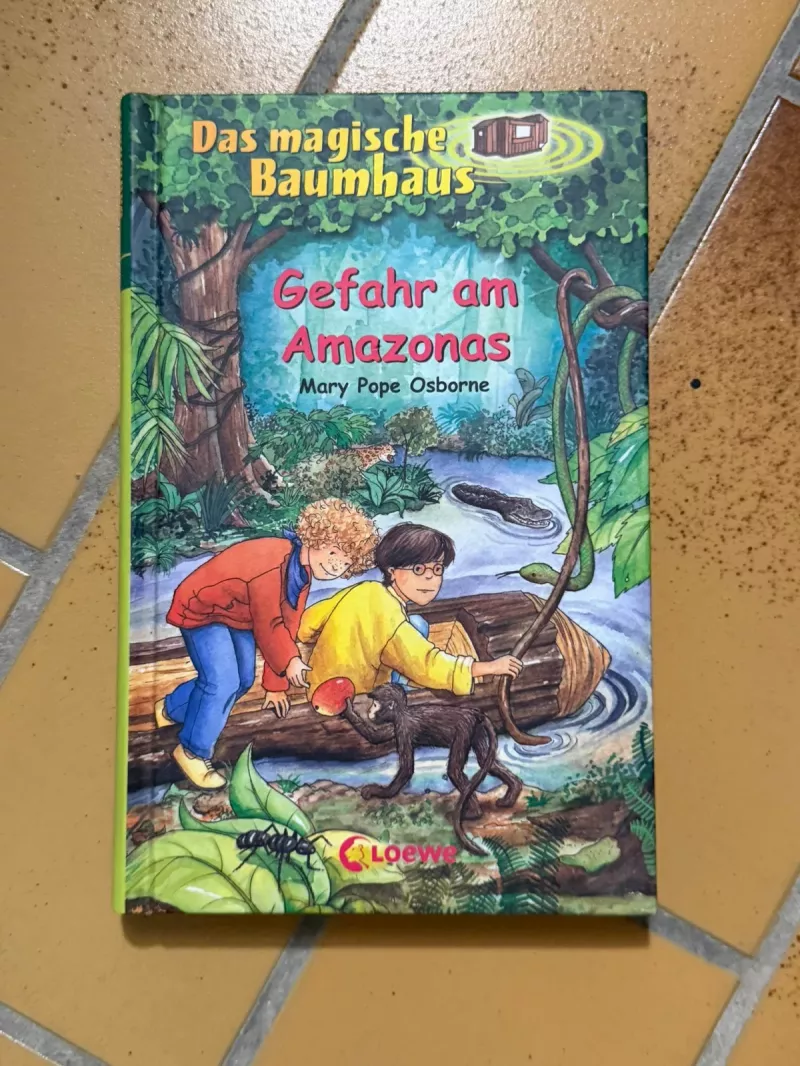 Das magische
Baumhaus
Gefahr am
Amazonas
Mary Pope Osborne
Loewe